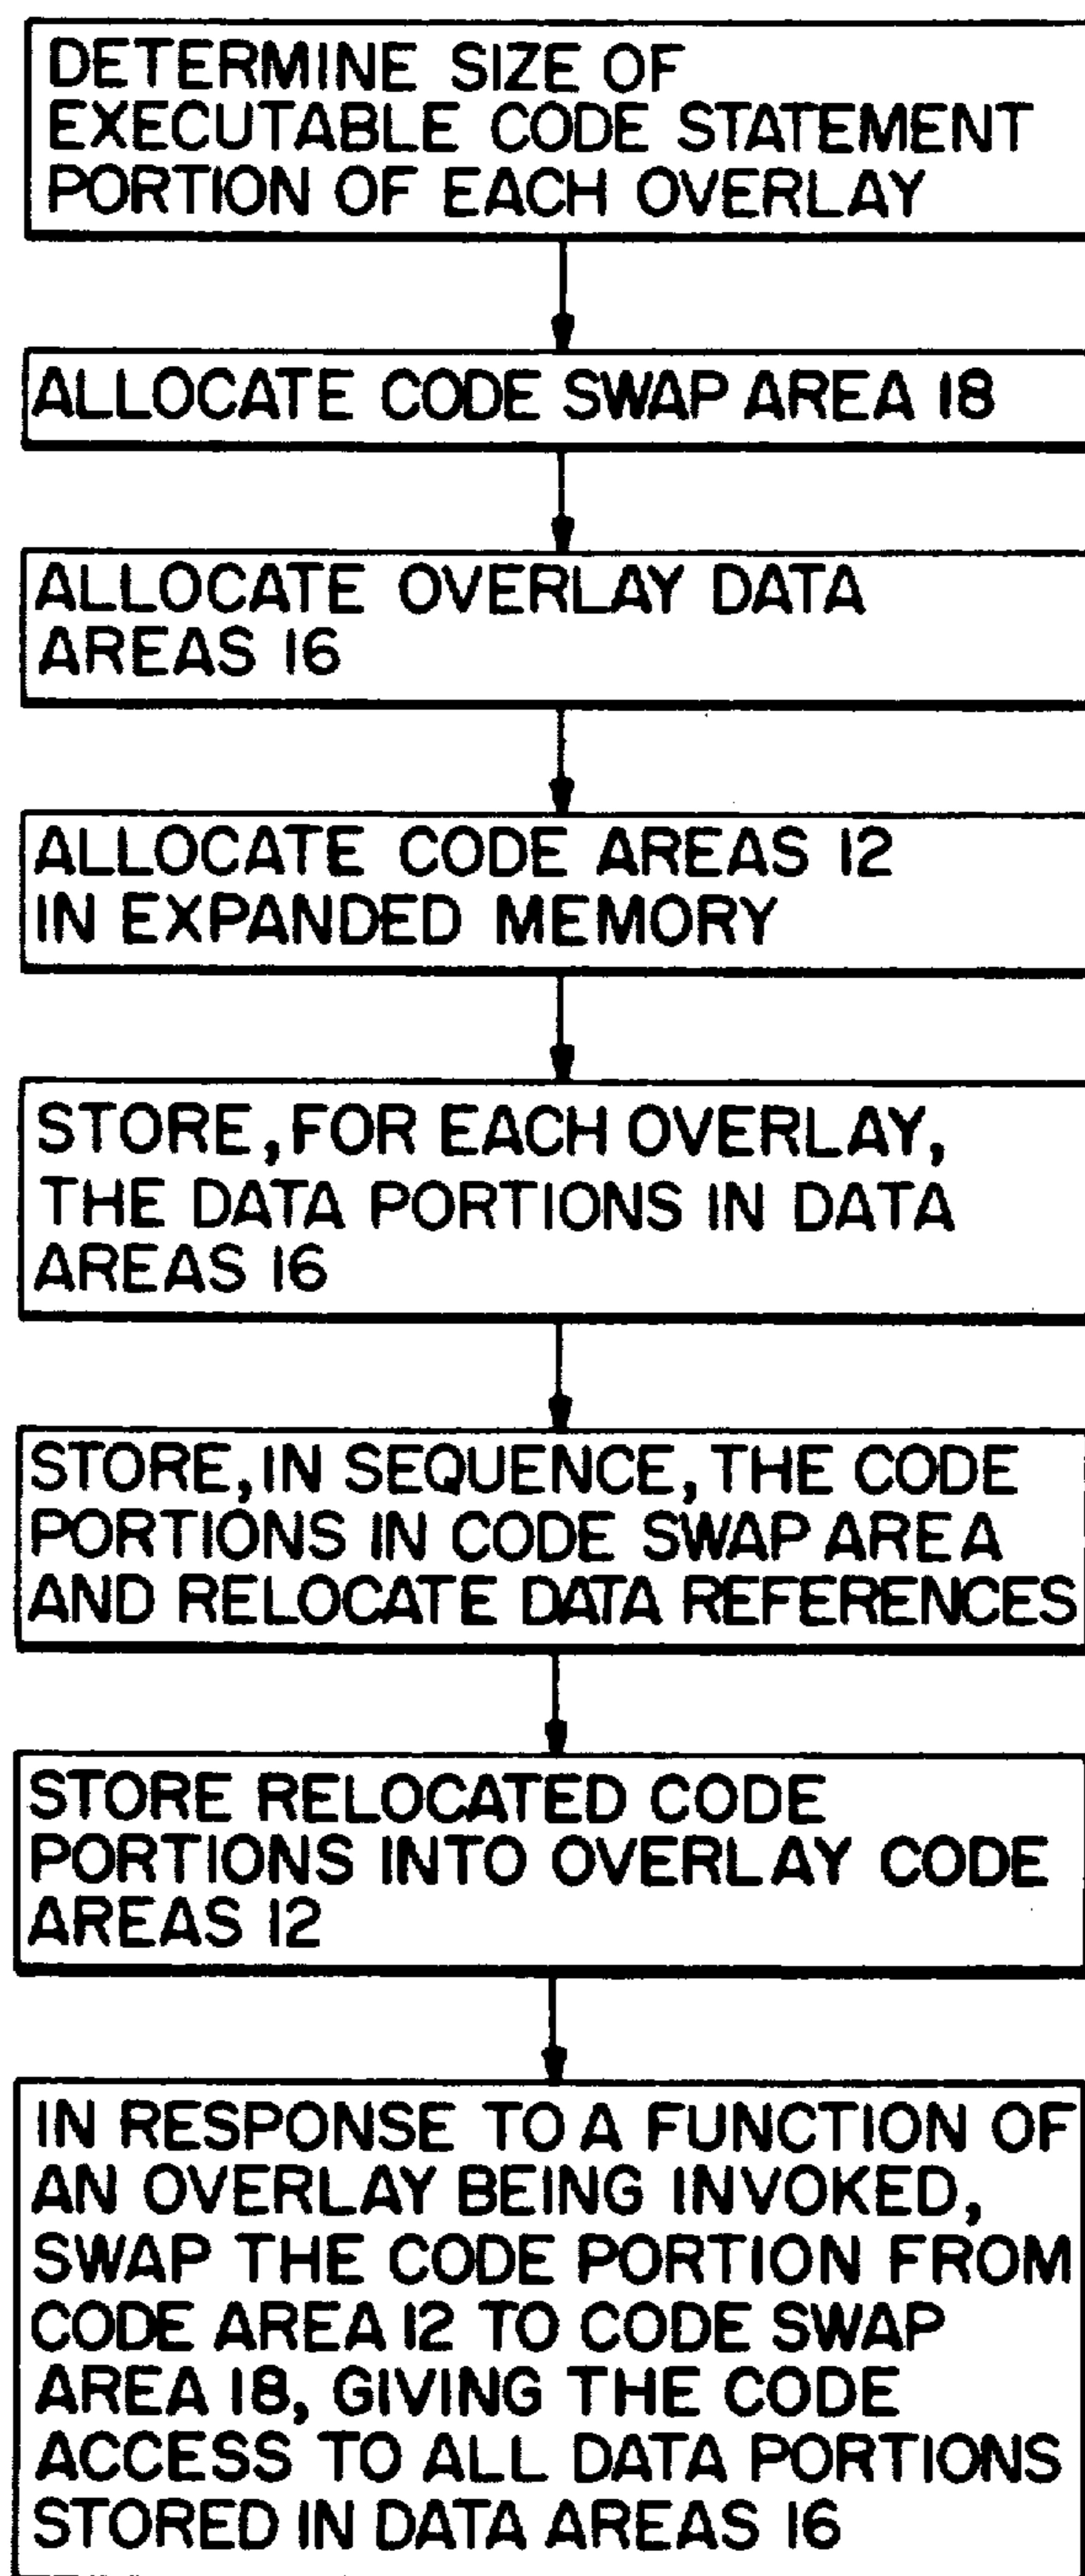 DETERMINE SIZE OF
EXECUTABLE CODE STATEMENT
PORTION OF EACH OVERLAY
ALLOCATE CODE SWAP AREA 18
ALLOCATE OVERLAY DATA
AREAS 16
ALLOCATE CODE AREAS 12
IN EXPANDED MEMORY
STORE, FOR EACH OVERLAY,
THE DATA PORTIONS IN DATA
AREAS 16
STORE, IN SEQUENCE, THE CODE
PORTIONS IN CODE SWAP AREA
AND RELOCATE DATA REFERENCES
STORE RELOCATED CODE
PORTIONS INTO OVERLAY CODE
AREAS 12
IN RESPONSE TO A FUNCTION OF
AN OVERLAY BEING INVOKED,
SWAP THE CODE PORTION FROM
CODE AREA 12 TO CODE SWAP
AREA 18, GIVING THE CODE
ACCESS TO ALL DATA PORTIONS
STORED IN DATA AREAS 16